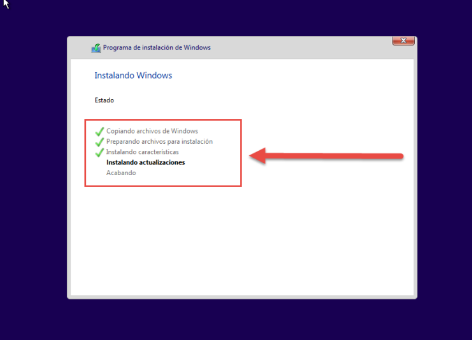 Programa de instalación de Windows
Instalando Windows
Estado
Copiando archivos de Windows
Preparando archivos para instalación
Instalando características
Instalando actualizaciones
Acabando